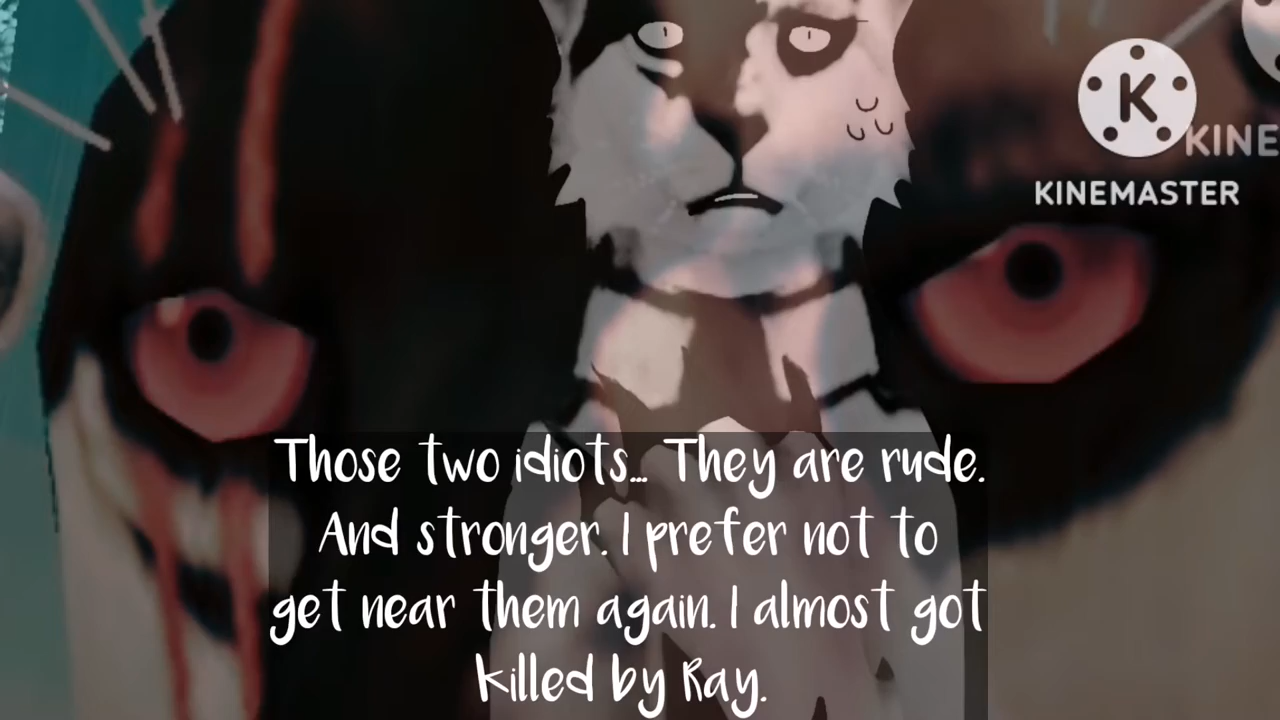 KINE
KINEMASTER
Those two idiots... They are rude.
And stronger. I prefer not to
get near them again. I almost got
killed by Ray.